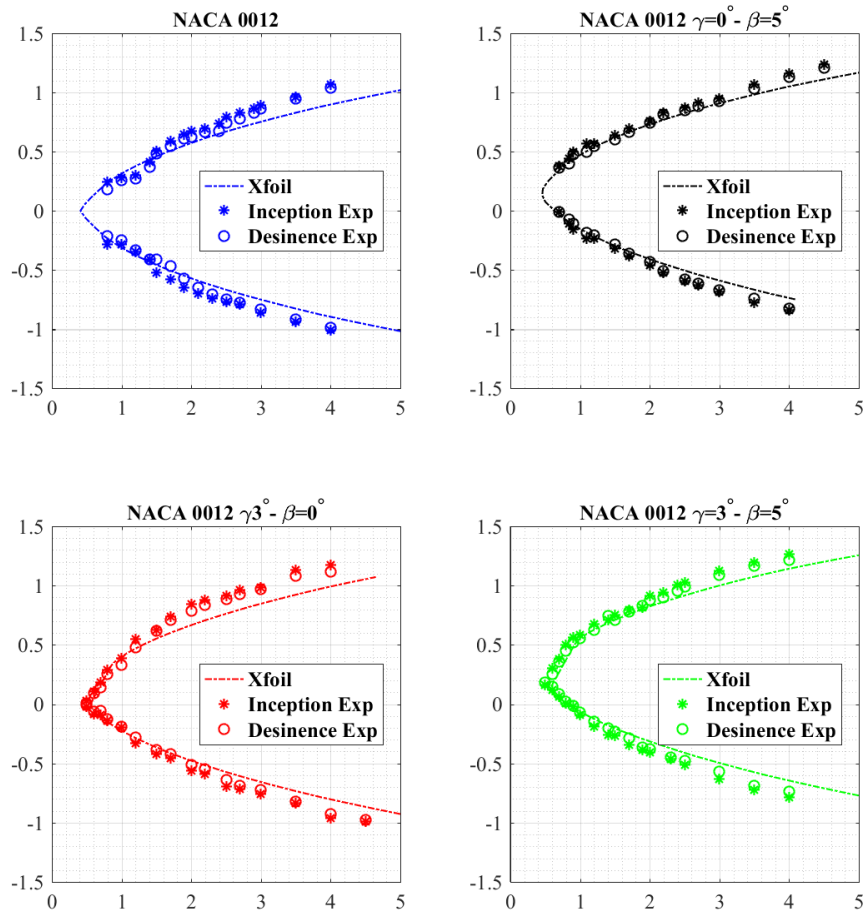 NACA 0012
1.5
1
0.5
0
-0.5
-1
-1.5
0 1 2 3 4 5
Xfoil
Inception Exp
Desinence Exp
NACA 0012 γ=0°- β=5°
1.5
1
0.5
0
-0.5
-1
-1.5
0 1 2 3 4 5
Xfoil
Inception Exp
Desinence Exp
NACA 0012 γ3°- β=0°
1.5
1
0.5
0
-0.5
-1
-1.5
0 1 2 3 4 5
Xfoil
Inception Exp
Desinence Exp
NACA 0012 γ=3°- β=5°
1.5
1
0.5
0
-0.5
-1
-1.5
0 1 2 3 4 5
Xfoil
Inception Exp
Desinence Exp